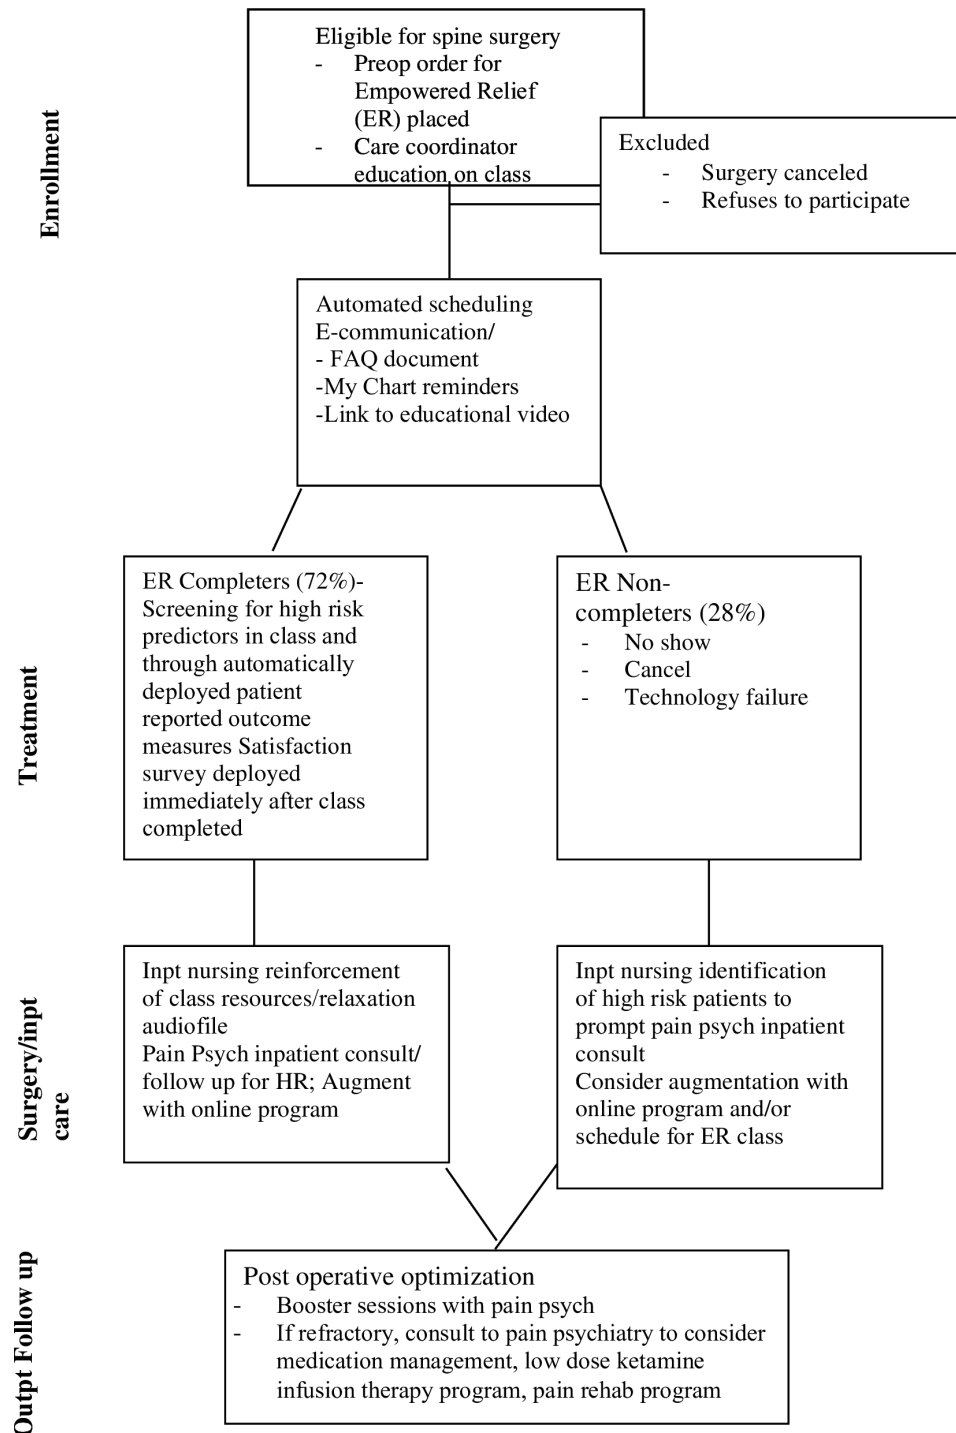 Enrollment
Eligible for spine surgery
- Preop order for
Empowered Relief
(ER) placed
- Care coordinator
education on class
Excluded
- Surgery canceled
- Refuses to participate
Automated scheduling
E-communication/
- FAQ document
-My Chart reminders
-Link to educational video
Treatment
ER Completers (72%)-
Screening for high risk
predictors in class and
through automatically
deployed patient
reported outcome
measures Satisfaction
survey deployed
immediately after class
completed
ER Non-
completers (28%)
- No show
- Cancel
- Technology failure
Surgery/inpt
care
Inpt nursing reinforcement
of class resources/relaxation
audiofile
Pain Psych inpatient consult/
follow up for HR; Augment
with online program
Inpt nursing identification
of high risk patients to
prompt pain psych inpatient
consult
Consider augmentation with
online program and/or
schedule for ER class
Outpt Follow up
Post operative optimization
- Booster sessions with pain psych
- If refractory, consult to pain psychiatry to consider
medication management, low dose ketamine
infusion therapy program, pain rehab program